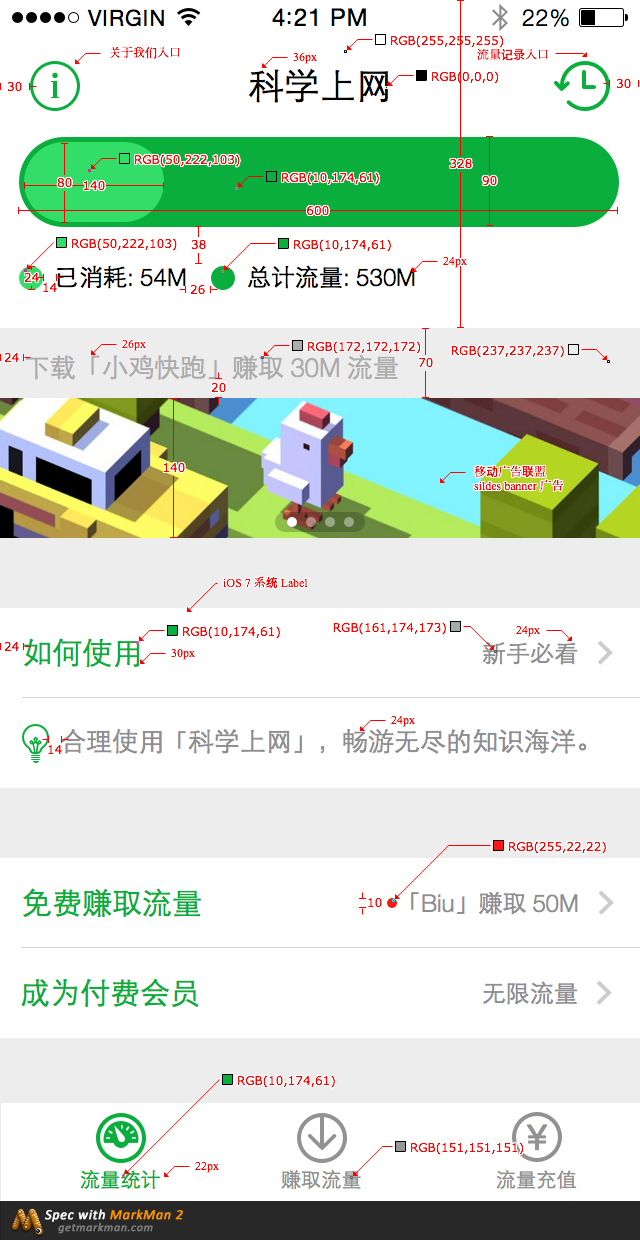 VIRGIN 4:21 PM 22%
RGB(255,255,255)
关于我们入口
36px
流量记录入口
30
科学上网
RGB(0,0,0)
30
RGB(50,222,103)
328
80
140
RGB(10,174,61)
90
600
RGB(50,222,103)
38
RGB(10,174,61)
24px
24
14
已消耗: 54M
26
总计流量: 530M
26px
RGB(172,172,172)
RGB(237,237,237)
24
下载「小鸡快跑」赚取 30M 流量
70
20
140
移动广告联盟
sildes banner 广告
iOS 7 系统 Label
RGB(10,174,61)
RGB(161,174,173)
24px
24
如何使用
30px
新手必看
24px
14
合理使用「科学上网」，畅游无尽的知识海洋。
RGB(255,22,22)
免费赚取流量
10
「Biu」赚取 50M
成为付费会员
无限流量
RGB(10,174,61)
RGB(151,151,151)
¥
22px
流量统计
赚取流量
流量充值
Spec with MarkMan 2
getmarkman.com